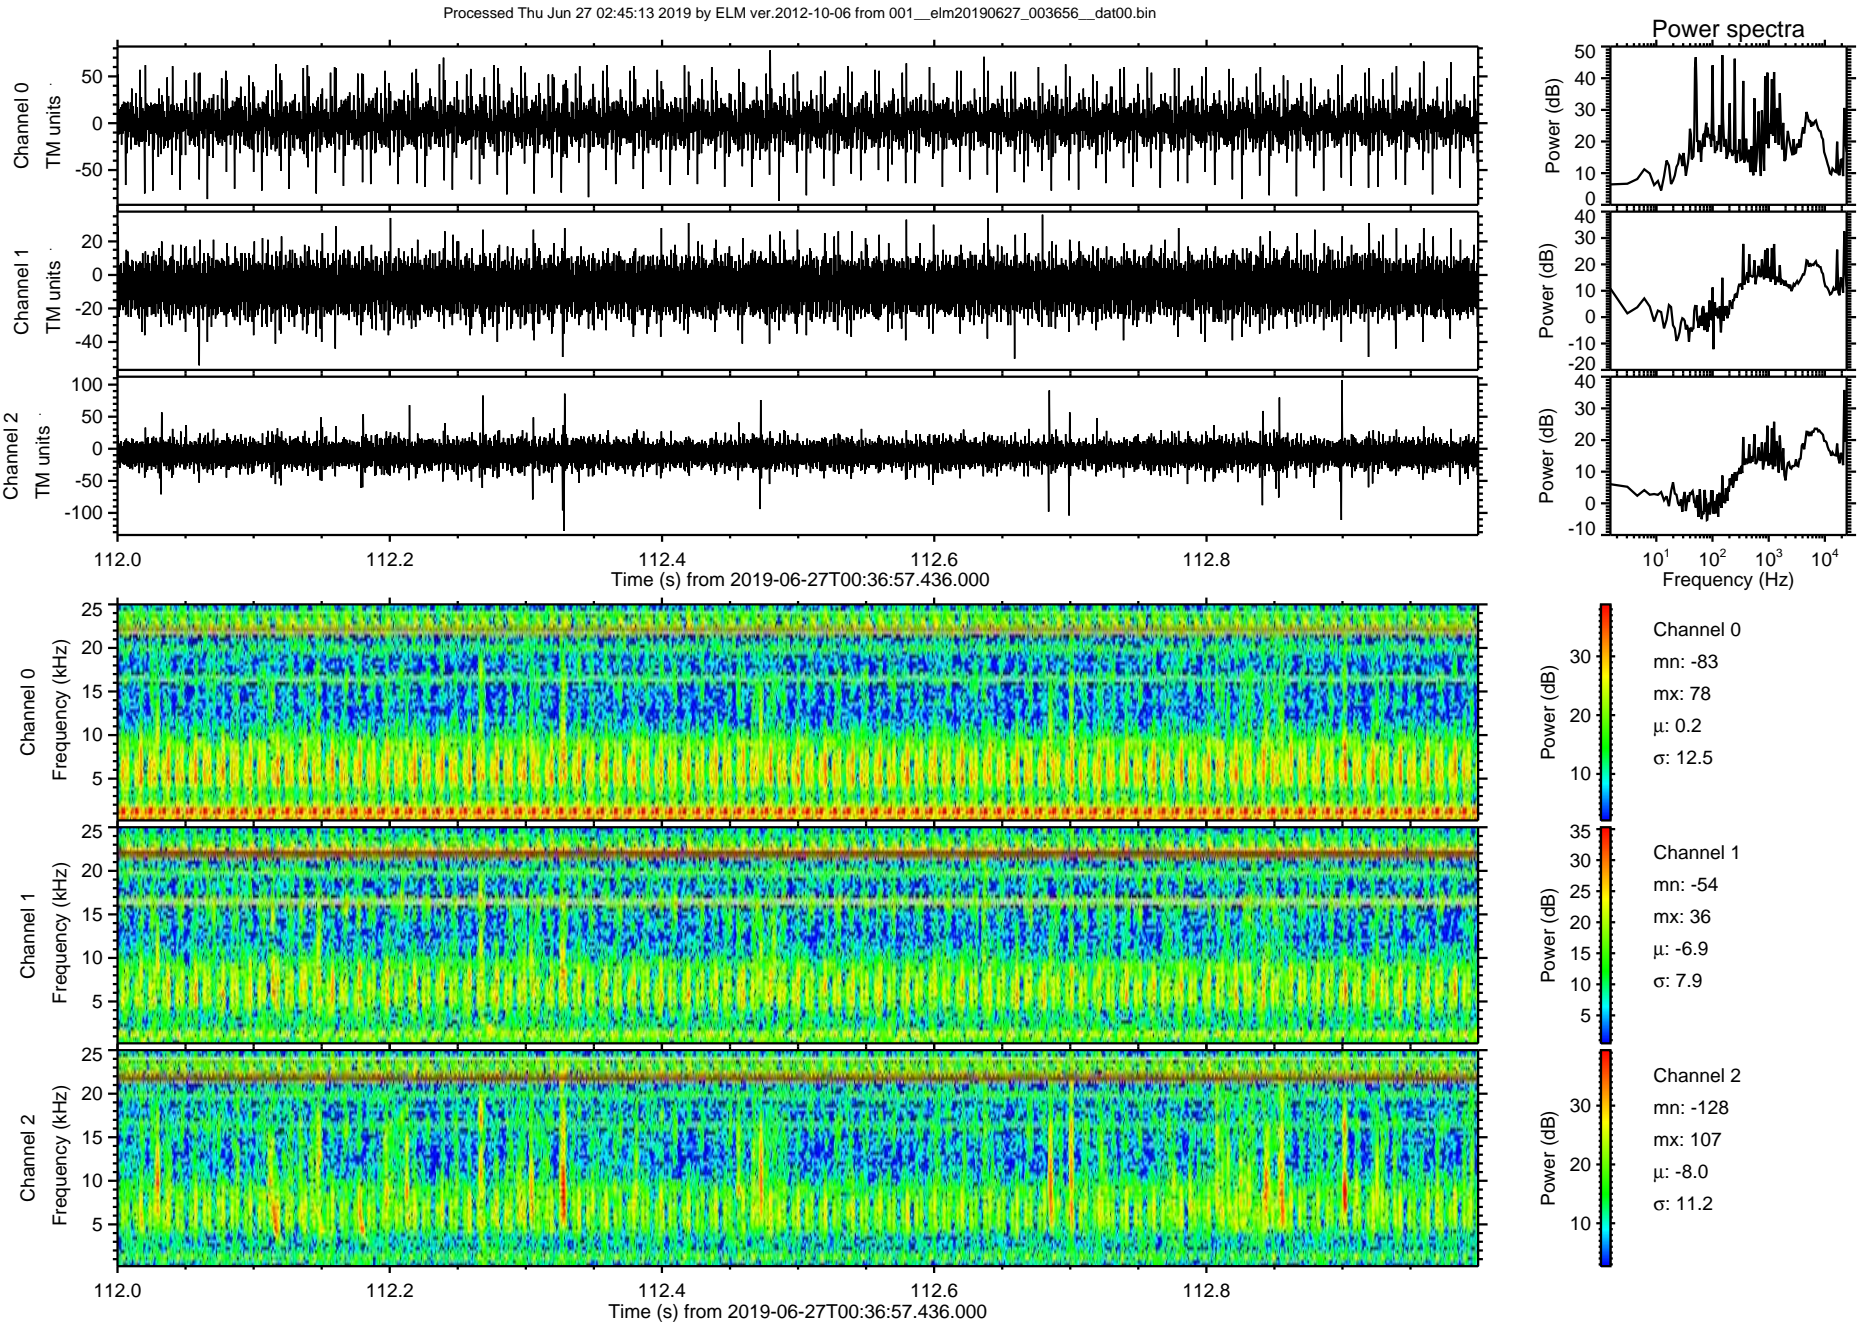 Processed Thu Jun 27 02:45:13 2019 by ELM ver.2012-10-06 from 001__elm20190627_003656__dat00.bin
Power spectra
Channel 0
TM units
50
0
-50
Power (dB)
50
40
30
20
10
0
Channel 1
TM units
20
0
-20
-40
Power (dB)
40
30
20
10
0
-10
-20
Channel 2
TM units
100
50
0
-50
-100
Power (dB)
40
30
20
10
0
-10
112.0 112.2 112.4 112.6 112.8
Time (s) from 2019-06-27T00:36:57.436.000
10¹ 10² 10³ 10⁴
Frequency (Hz)
Channel 0
Frequency (kHz)
25
20
15
10
5
Power (dB)
30
20
10
Channel 0
mn: -83
mx: 78
µ: 0.2
σ: 12.5
Channel 1
Frequency (kHz)
25
20
15
10
5
Power (dB)
35
30
25
20
15
10
5
Channel 1
mn: -54
mx: 36
µ: -6.9
σ: 7.9
Channel 2
Frequency (kHz)
25
20
15
10
5
Power (dB)
30
20
10
Channel 2
mn: -128
mx: 107
µ: -8.0
σ: 11.2
112.0 112.2 112.4 112.6 112.8
Time (s) from 2019-06-27T00:36:57.436.000